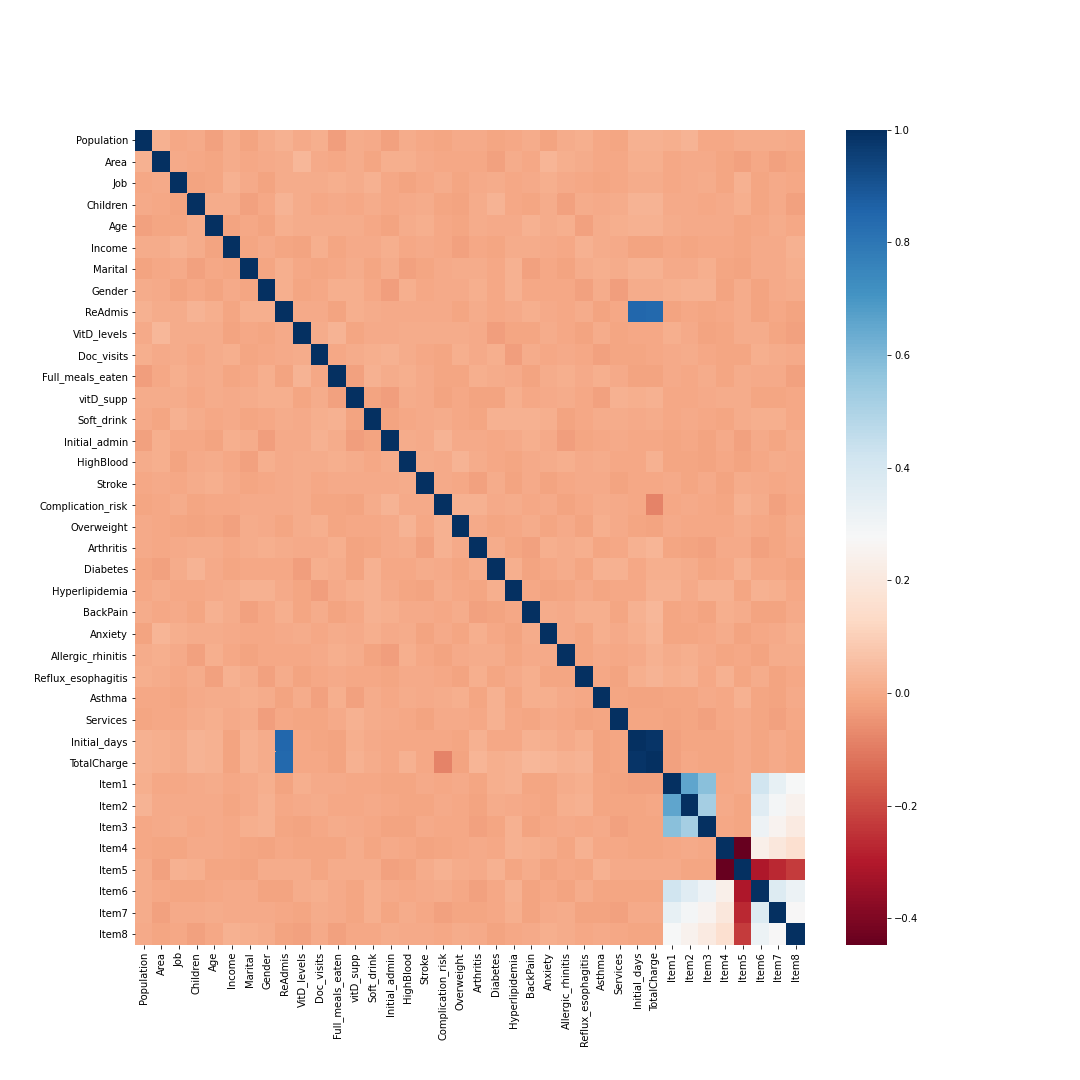 Population
Area
Job
Children
Age
Income
Marital
Gender
ReAdmis
VitD_levels
Doc_visits
Full_meals_eaten
vitD_supp
Soft_drink
Initial_admin
HighBlood
Stroke
Complication_risk
Overweight
Arthritis
Diabetes
Hyperlipidemia
BackPain
Anxiety
Allergic_rhinitis
Reflux_esophagitis
Asthma
Services
Initial_days
TotalCharge
Item1
Item2
Item3
Item4
Item5
Item6
Item7
Item8
Population
Area
Job
Children
Age
Income
Marital
Gender
ReAdmis
VitD_levels
Doc_visits
Full_meals_eaten
vitD_supp
Soft_drink
Initial_admin
HighBlood
Stroke
Complication_risk
Overweight
Arthritis
Diabetes
Hyperlipidemia
BackPain
Anxiety
Allergic_rhinitis
Reflux_esophagitis
Asthma
Services
Initial_days
TotalCharge
Item1
Item2
Item3
Item4
Item5
Item6
Item7
Item8
1.0
0.8
0.6
0.4
0.2
0.0
−0.2
−0.4